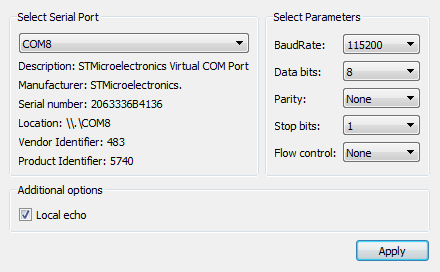 Select Serial Port
COM8
Description: STMicroelectronics Virtual COM Port
Manufacturer: STMicroelectronics.
Serial number: 2063336B4136
Location: \\.\COM8
Vendor Identifier: 483
Product Identifier: 5740
Select Parameters
BaudRate: 115200
Data bits: 8
Parity: None
Stop bits: 1
Flow control: None
Additional options
Local echo
Apply